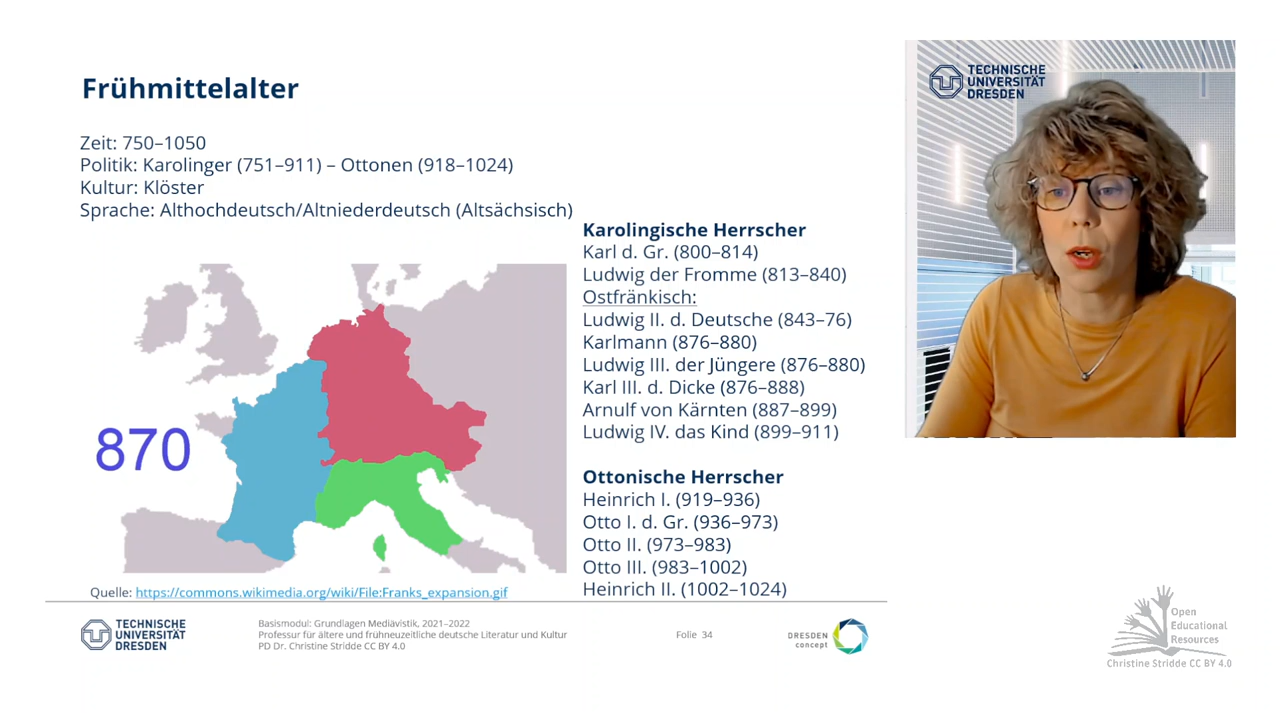 Frühmittelalter
Zeit: 750–1050
Politik: Karolinger (751–911) – Ottonen (918–1024)
Kultur: Klöster
Sprache: Althochdeutsch/Altniederdeutsch (Altsächsisch)
870
Quelle: https://commons.wikimedia.org/wiki/File:Franks_expansion.gif
Karolingische Herrscher
Karl d. Gr. (800–814)
Ludwig der Fromme (813–840)
Ostfränkisch:
Ludwig II. d. Deutsche (843–76)
Karlmann (876–880)
Ludwig III. der Jüngere (876–880)
Karl III. d. Dicke (876–888)
Arnulf von Kärnten (887–899)
Ludwig IV. das Kind (899–911)
Ottonische Herrscher
Heinrich I. (919–936)
Otto I. d. Gr. (936–973)
Otto II. (973–983)
Otto III. (983–1002)
Heinrich II. (1002–1024)
TECHNISCHE
UNIVERSITÄT
DRESDEN
TECHNISCHE
UNIVERSITÄT
DRESDEN
Basismodul: Grundlagen Mediävistik, 2021–2022
Professur für ältere und frühneuzeitliche deutsche Literatur und Kultur
PD Dr. Christine Stridde CC BY 4.0
Folie 34
DRESDEN
concept
Open
Educational
Resources
Christine Stridde CC BY 4.0